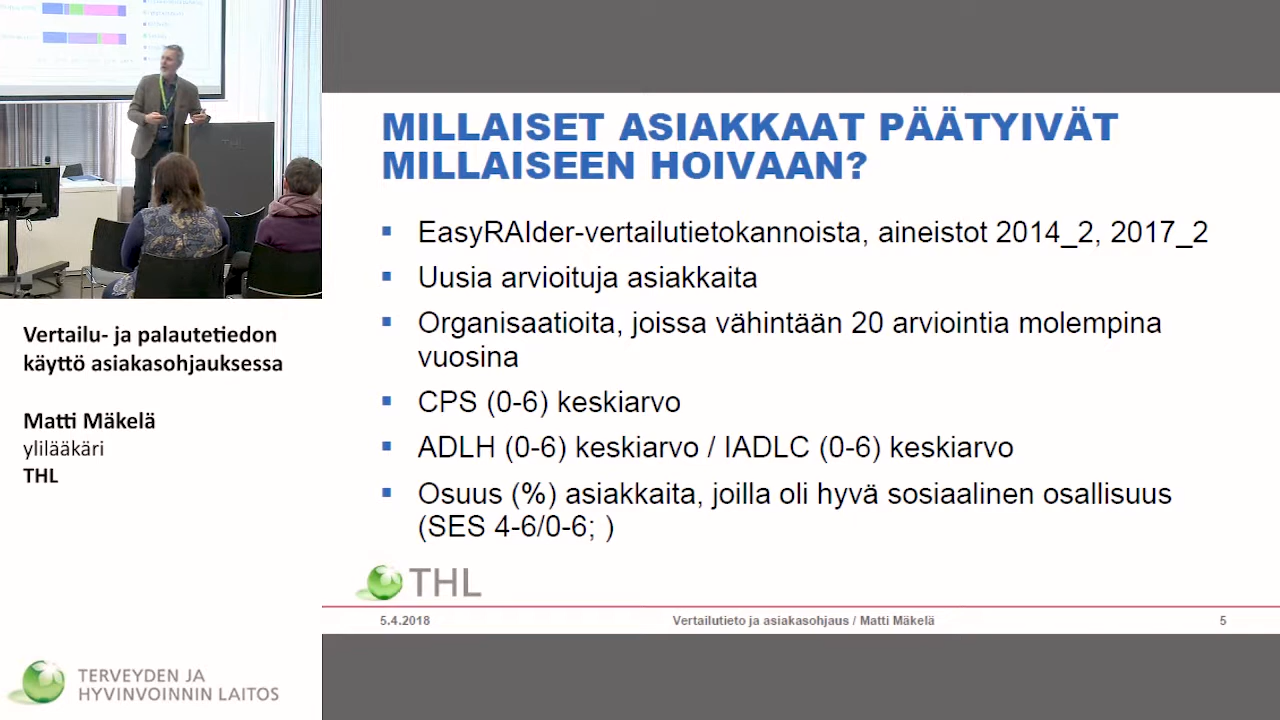 MILLAISET ASIAKKAAT PÄÄTYIVÄT
MILLAISEEN HOIVAAN?
EasyRAIder-vertailutietokannoista, aineistot 2014_2, 2017_2
Uusia arvioituja asiakkaita
Organisaatioita, joissa vähintään 20 arviointia molempina
vuosina
CPS (0-6) keskiarvo
ADLH (0-6) keskiarvo / IADLC (0-6) keskiarvo
Osuus (%) asiakkaita, joilla oli hyvä sosiaalinen osallisuus
(SES 4-6/0-6; )
THL
5.4.2018 Vertailutieto ja asiakasohjaus / Matti Mäkelä 5
Vertailu- ja palautetiedon
käyttö asiakasohjauksessa
Matti Mäkelä
ylilääkäri
THL
TERVEYDEN JA
HYVINVOINNIN LAITOS